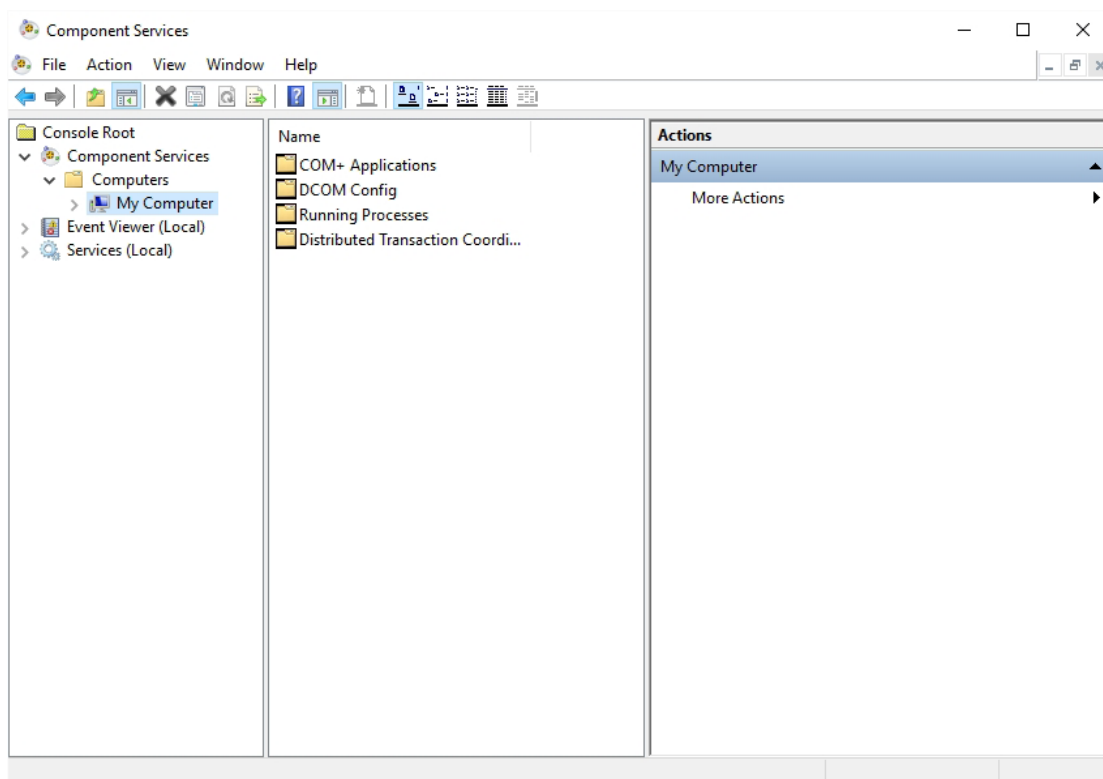 Component Services
File Action View Window Help
Console Root
Component Services
Computers
My Computer
Event Viewer (Local)
Services (Local)
Name
COM+ Applications
DCOM Config
Running Processes
Distributed Transaction Coordi...
Actions
My Computer
More Actions